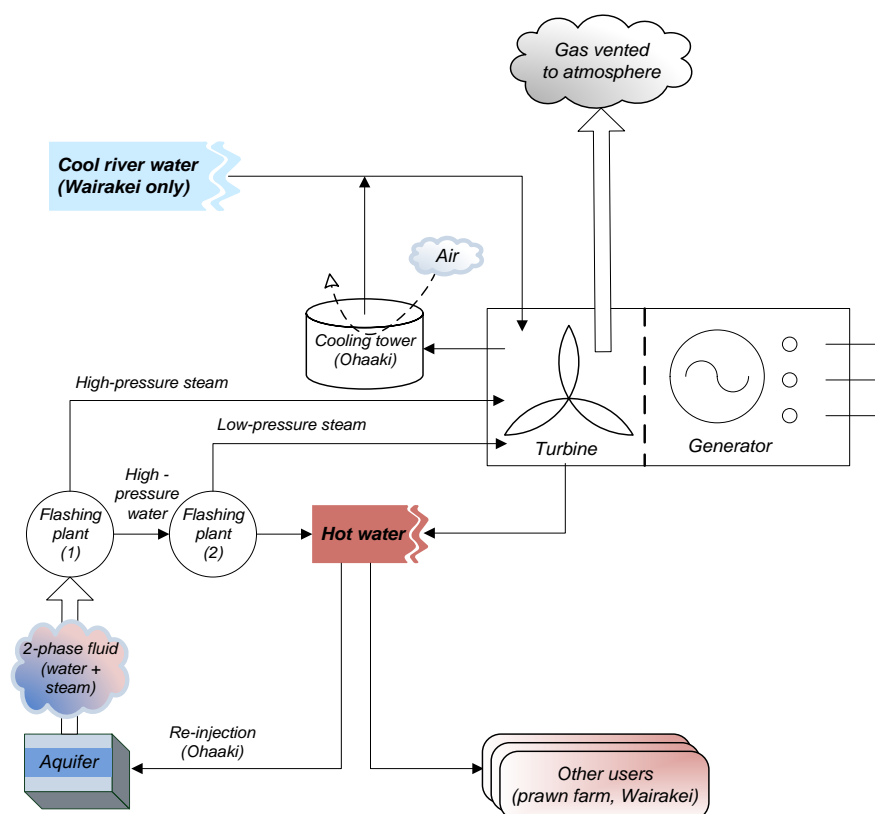 Gas vented
to atmosphere
Cool river water
(Wairakei only)
Air
Cooling tower
(Ohaaki)
High-pressure steam
Low-pressure steam
Turbine
Generator
High -
pressure
water
Flashing
plant
(1)
Flashing
plant
(2)
Hot water
2-phase fluid
(water +
steam)
Re-injection
(Ohaaki)
Aquifer
Other users
(prawn farm, Wairakei)